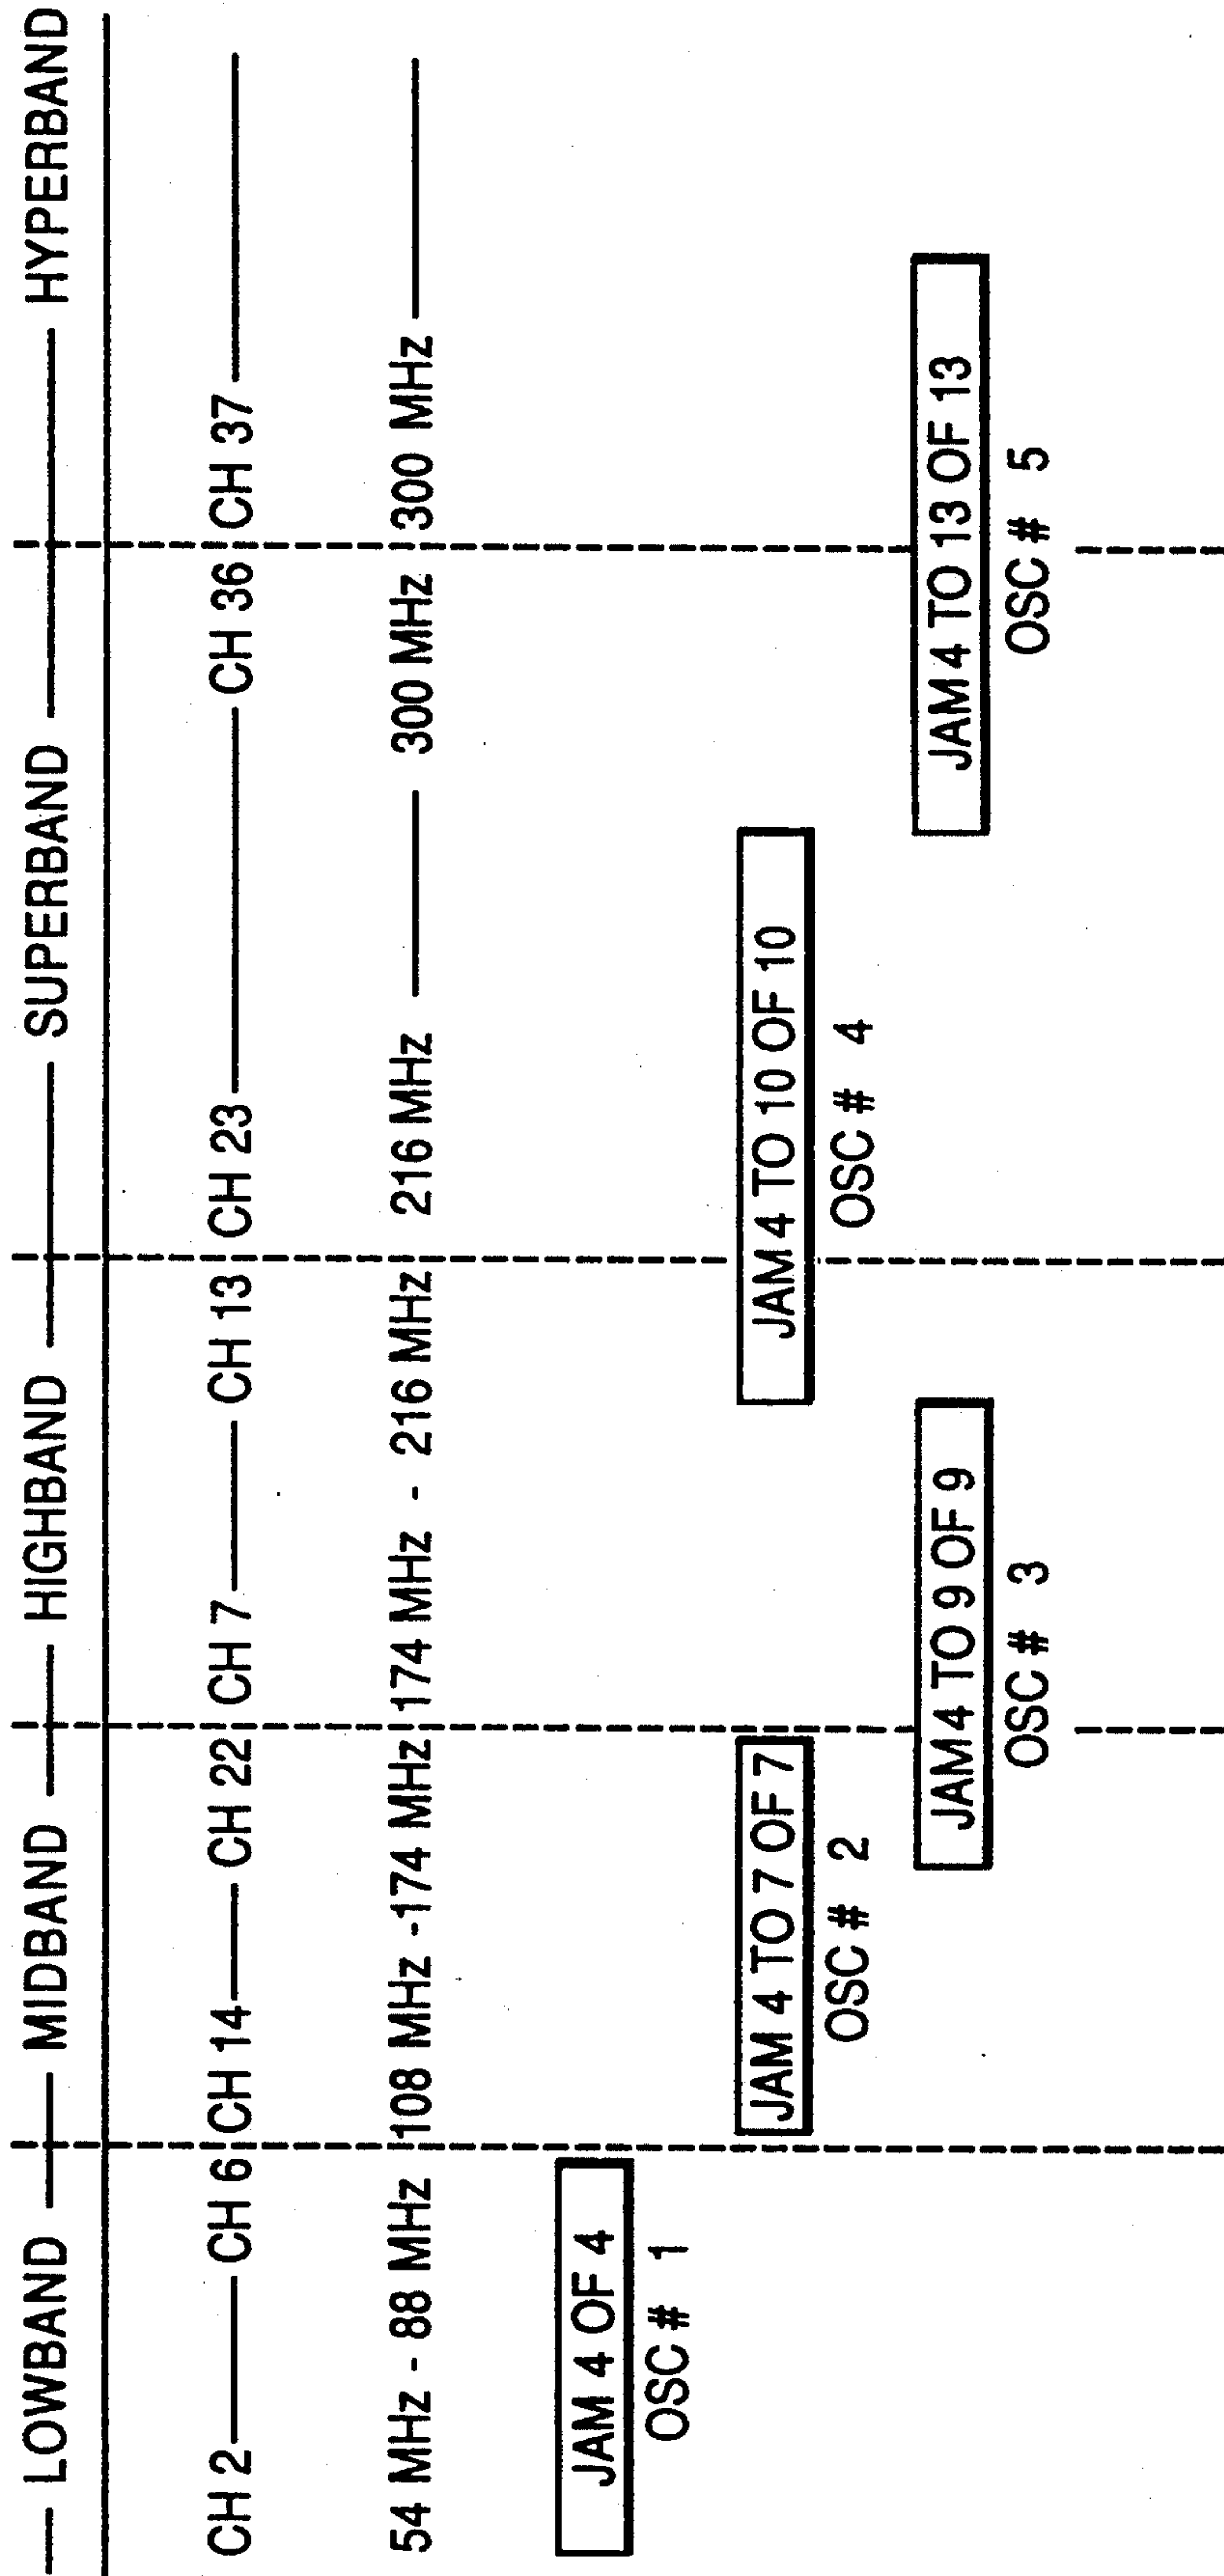 — LOWBAND —— MIDBAND —— HIGHBAND —— SUPERBAND —— HYPERBAND
CH 2 —— CH 6 CH 14 —— CH 22 CH 7 —— CH 13 CH 23 —— CH 36 CH 37 ——
54 MHz - 88 MHz 108 MHz -174 MHz 174 MHz - 216 MHz 216 MHz —— 300 MHz 300 MHz ——
JAM 4 OF 4
OSC # 1
JAM 4 TO 7 OF 7
OSC # 2
JAM 4 TO 10 OF 10
OSC # 4
JAM 4 TO 9 OF 9
OSC # 3
JAM 4 TO 13 OF 13
OSC # 5